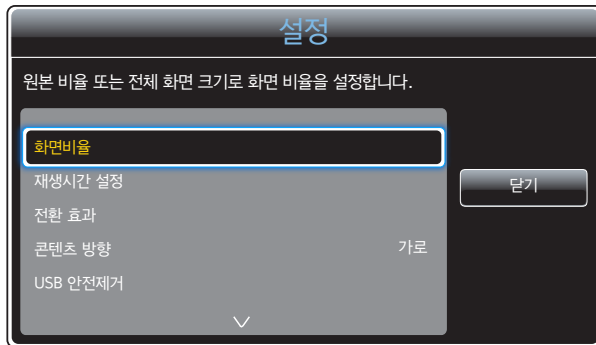 설정
원본 비율 또는 전체 화면 크기로 화면 비율을 설정합니다.
화면비율
재생시간 설정
닫기
전환 효과
콘텐츠 방향 가로
USB 안전제거